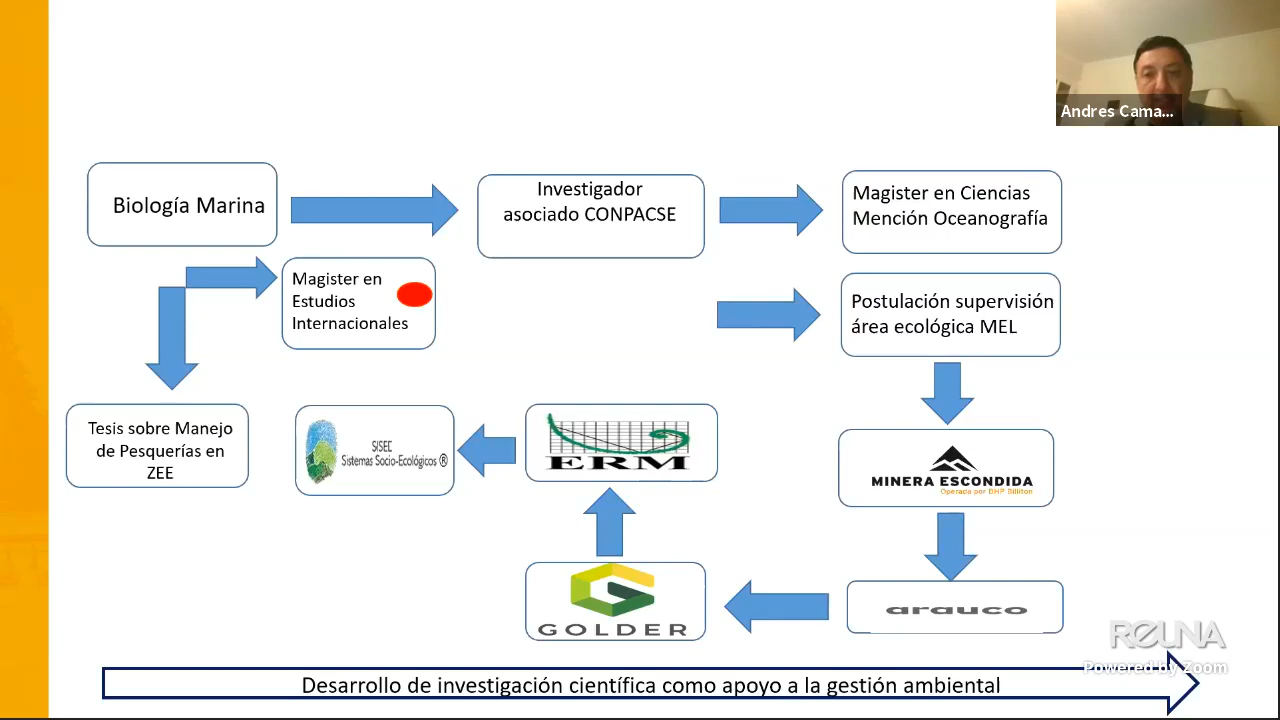 Andres Cama...
Biología Marina
Investigador
asociado CONPACSE
Magister en Ciencias
Mención Oceanografía
Magister en
Estudios
Internacionales
Postulación supervisión
área ecológica MEL
Tesis sobre Manejo
de Pesquerías en
ZEE
SISEC
Sistemas Socio-Ecológicos ®
ERM
MINERA ESCONDIDA
Operada por BHP Billiton
GOLDER
arauco
REUNA
Powered by Zoom
Desarrollo de investigación científica como apoyo a la gestión ambiental